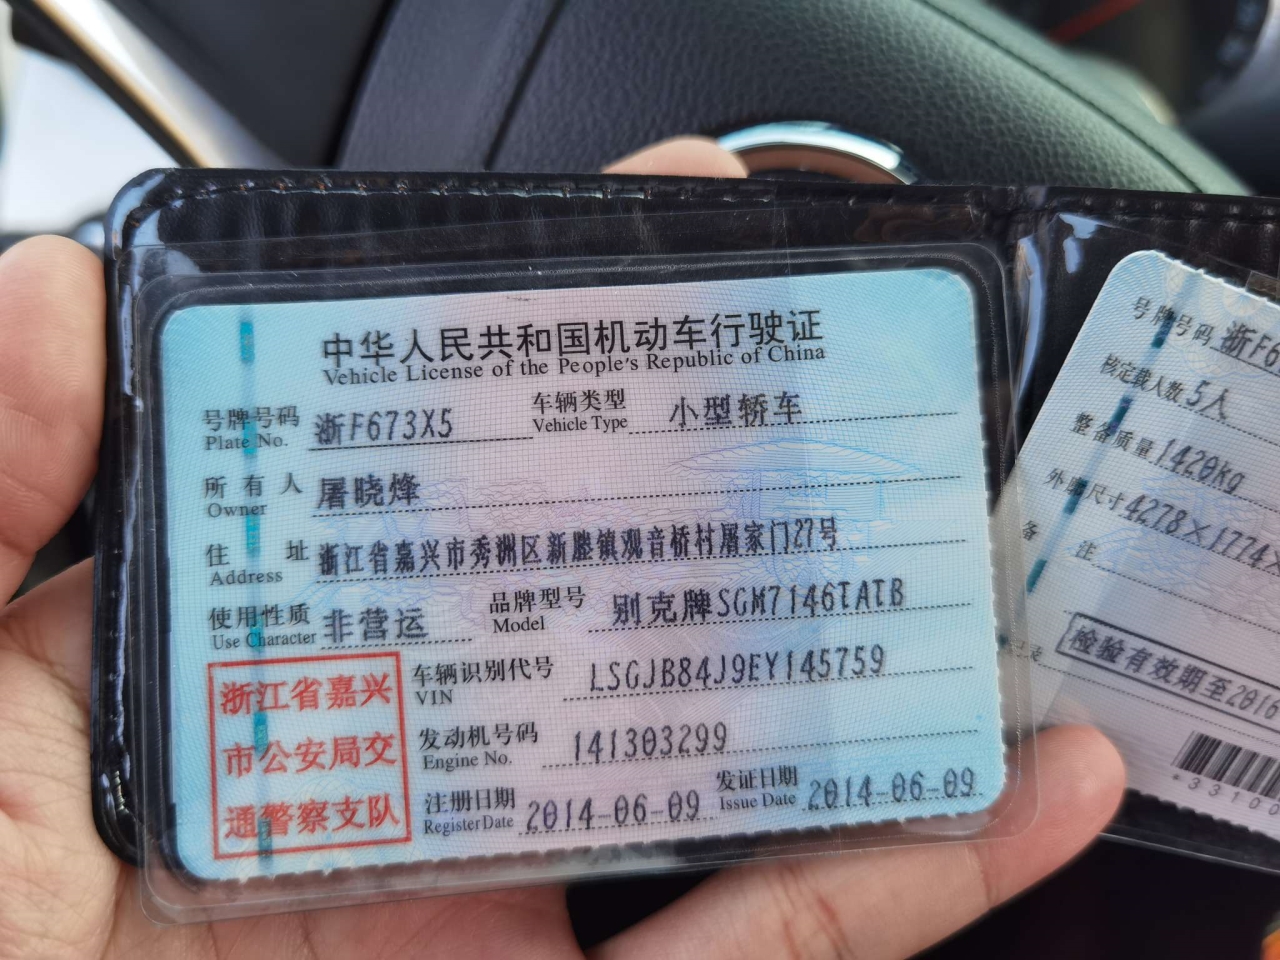 中华人民共和国机动车行驶证
Vehicle License of the People's Republic of China
号牌号码 浙F673X5 车辆类型 小型轿车
Plate No. Vehicle Type
所有人 屠晓烽
Owner
住址 浙江省嘉兴市秀洲区新塍镇观音桥村屠家门27号
Address
使用性质 非营运 品牌型号 别克牌SGM7146TATB
Use Character Model
浙江省嘉兴
市公安局交
通警察支队
车辆识别代号 LSGJB84J9EY145759
VIN
发动机号码 141303299
Engine No.
注册日期 2014-06-09 发证日期 2014-06-09
Register Date Issue Date
号牌号码 浙F6
核定载人数 5人
整备质量 1420kg
外廓尺寸 4278×1774×
备注
检验有效期至2016
*33100